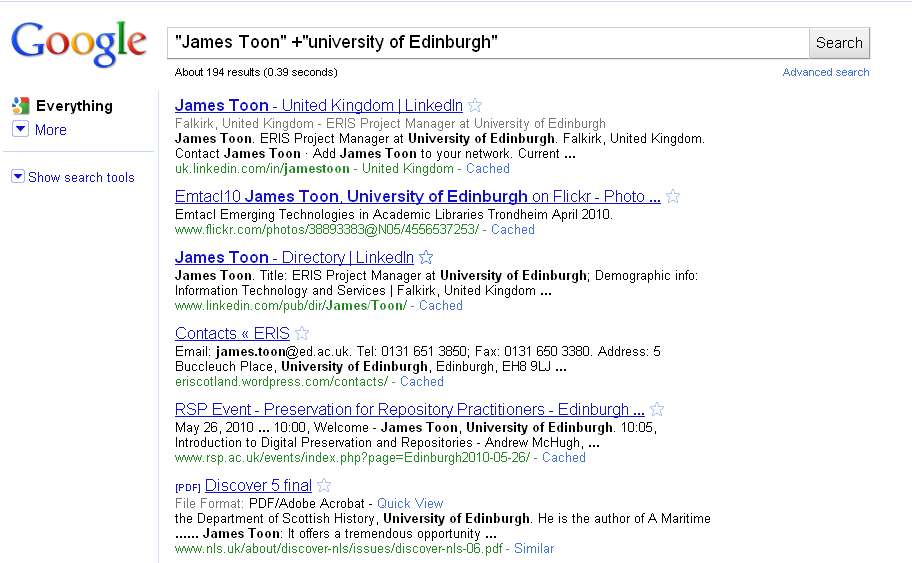 Google
"James Toon" +"university of Edinburgh"
Search
About 194 results (0.39 seconds)
Advanced search
Everything
More
Show search tools
James Toon - United Kingdom | LinkedIn
Falkirk, United Kingdom - ERIS Project Manager at University of Edinburgh
James Toon. ERIS Project Manager at University of Edinburgh. Falkirk, United Kingdom.
Contact James Toon · Add James Toon to your network. Current ...
uk.linkedin.com/in/jamestoon - United Kingdom - Cached
Emtacl10 James Toon, University of Edinburgh on Flickr - Photo ...
Emtacl Emerging Technologies in Academic Libraries Trondheim April 2010.
www.flickr.com/photos/38893383@N05/4556537253/ - Cached
James Toon - Directory | LinkedIn
James Toon. Title: ERIS Project Manager at University of Edinburgh; Demographic info:
Information Technology and Services | Falkirk, United Kingdom ...
www.linkedin.com/pub/dir/James/Toon/ - Cached
Contacts « ERIS
Email: james.toon@ed.ac.uk. Tel: 0131 651 3850; Fax: 0131 650 3380. Address: 5
Buccleuch Place, University of Edinburgh, Edinburgh, EH8 9LJ ...
eriscotland.wordpress.com/contacts/ - Cached
RSP Event - Preservation for Repository Practitioners - Edinburgh ...
May 26, 2010 ... 10:00, Welcome - James Toon, University of Edinburgh. 10:05,
Introduction to Digital Preservation and Repositories - Andrew McHugh, ...
www.rsp.ac.uk/events/index.php?page=Edinburgh2010-05-26/ - Cached
[PDF] Discover 5 final
File Format: PDF/Adobe Acrobat - Quick View
the Department of Scottish History, University of Edinburgh. He is the author of A Maritime
...... James Toon: It offers a tremendous opportunity ...
www.nls.uk/about/discover-nls/issues/discover-nls-06.pdf - Similar